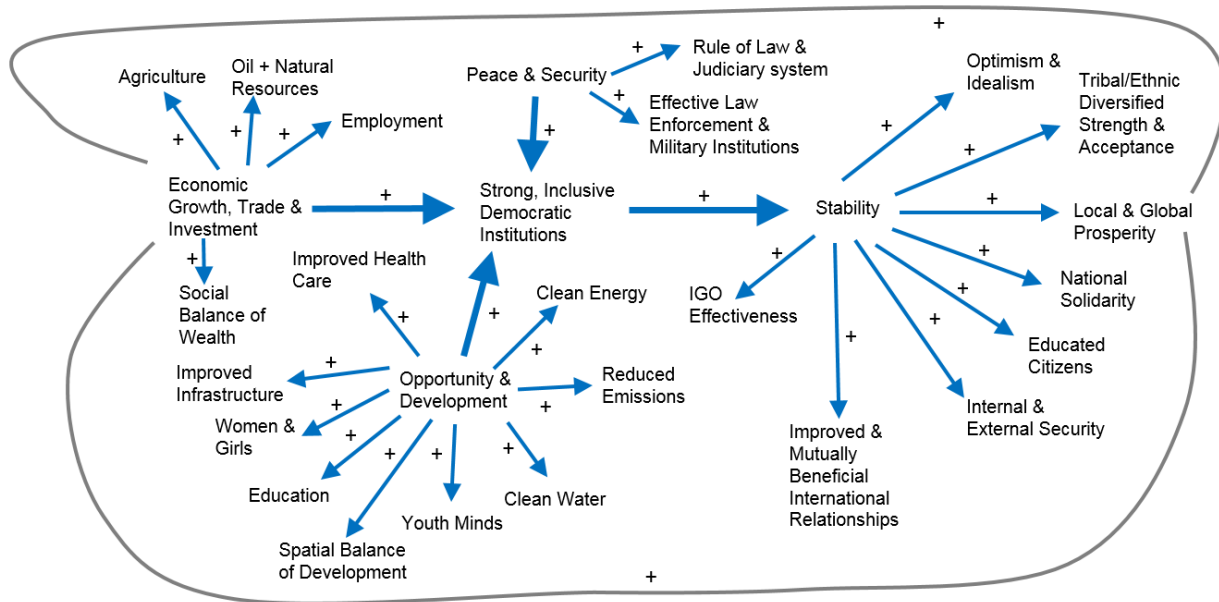 +
Agriculture
Oil + Natural
Resources
+
+
+
Employment
Economic
Growth, Trade &
Investment
+
+
Social
Balance of
Wealth
Peace & Security
+
Rule of Law &
Judiciary system
+
Effective Law
Enforcement &
Military Institutions
+
Strong, Inclusive
Democratic
Institutions
+
Stability
+
Optimism &
Idealism
+
Tribal/Ethnic
Diversified
Strength &
Acceptance
+
Local & Global
Prosperity
+
National
Solidarity
+
Educated
Citizens
+
Internal &
External Security
+
Improved &
Mutually
Beneficial
International
Relationships
+
IGO
Effectiveness
+
Improved Health
Care
+
Clean Energy
+
Opportunity &
Development
+
Reduced
Emissions
+
Improved
Infrastructure
+
Women &
Girls
+
Education
+
Spatial Balance
of Development
+
Youth Minds
+
Clean Water
+
+